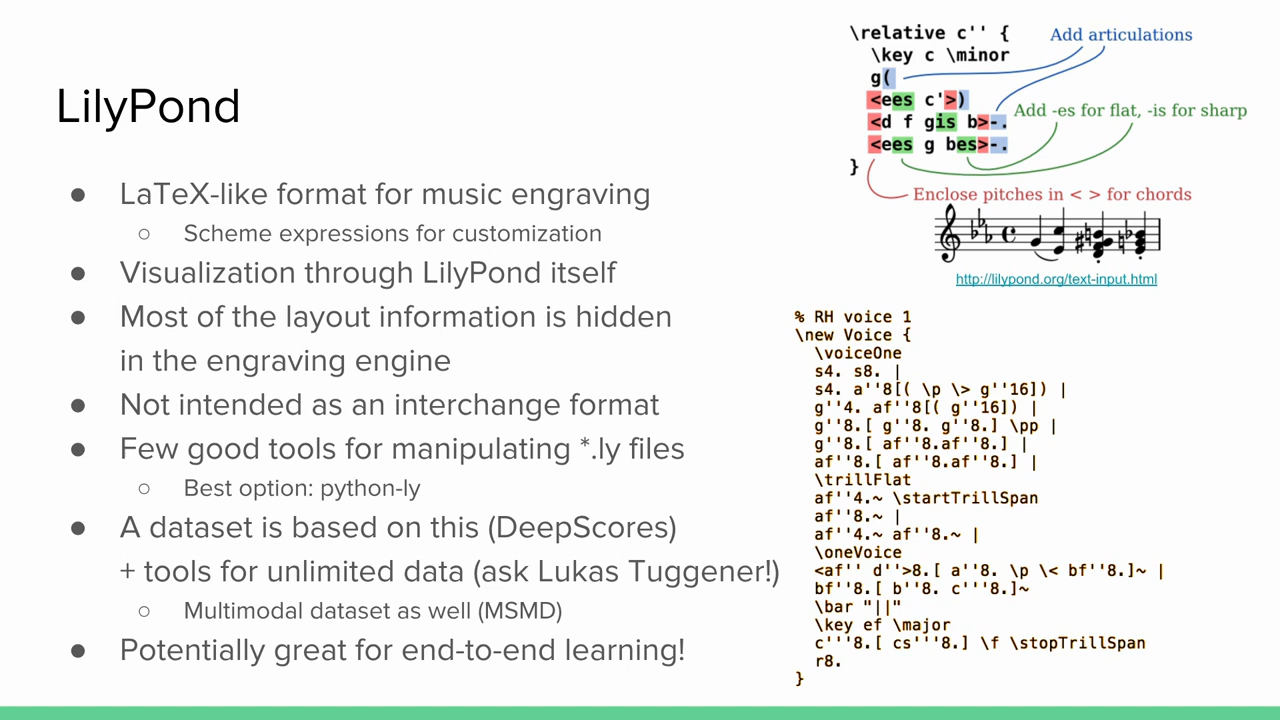 LilyPond
● LaTeX-like format for music engraving
○ Scheme expressions for customization
● Visualization through LilyPond itself
● Most of the layout information is hidden
in the engraving engine
● Not intended as an interchange format
● Few good tools for manipulating *.ly files
○ Best option: python-ly
● A dataset is based on this (DeepScores)
+ tools for unlimited data (ask Lukas Tuggener!)
○ Multimodal dataset as well (MSMD)
● Potentially great for end-to-end learning!
\relative c'' {
\key c \minor
g(
<ees c'>)
<d f gis b>-.
<ees g bes>-.
}
Add articulations
Add -es for flat, -is for sharp
Enclose pitches in < > for chords
http://lilypond.org/text-input.html
% RH voice 1
\new Voice {
\voiceOne
s4. s8. |
s4. a''8[( \p \> g''16]) |
g''4. af''8[( g''16]) |
g''8.[ g''8. g''8.] \pp |
g''8.[ af''8.af''8.] |
af''8.[ af''8.af''8.] |
\trillFlat
af''4.~ \startTrillSpan
af''8.~ |
af''4.~ af''8.~ |
\oneVoice
<af'' d''>8.[ a''8. \p \< bf''8.]~ |
bf''8.[ b''8. c'''8.]~
\bar "||"
\key ef \major
c'''8.[ cs'''8.] \f \stopTrillSpan
r8.
}